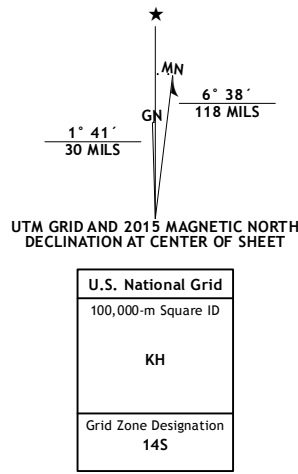 MN
GN
6° 38´
118 MILS
1° 41´
30 MILS
UTM GRID AND 2015 MAGNETIC NORTH
DECLINATION AT CENTER OF SHEET
U.S. National Grid
100,000-m Square ID
KH
Grid Zone Designation
14S